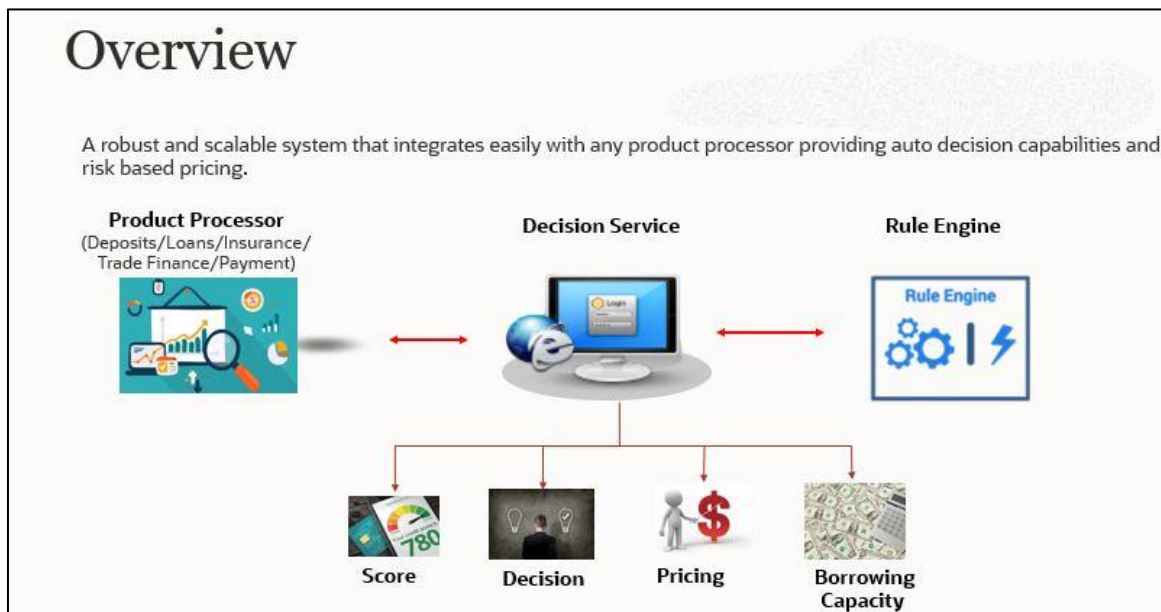 Overview
A robust and scalable system that integrates easily with any product processor providing auto decision capabilities and
risk based pricing.
Product Processor
(Deposits/Loans/Insurance/
Trade Finance/Payment)
Decision Service
Rule Engine
Login
Rule Engine
780
Score
Decision
Pricing
Borrowing
Capacity